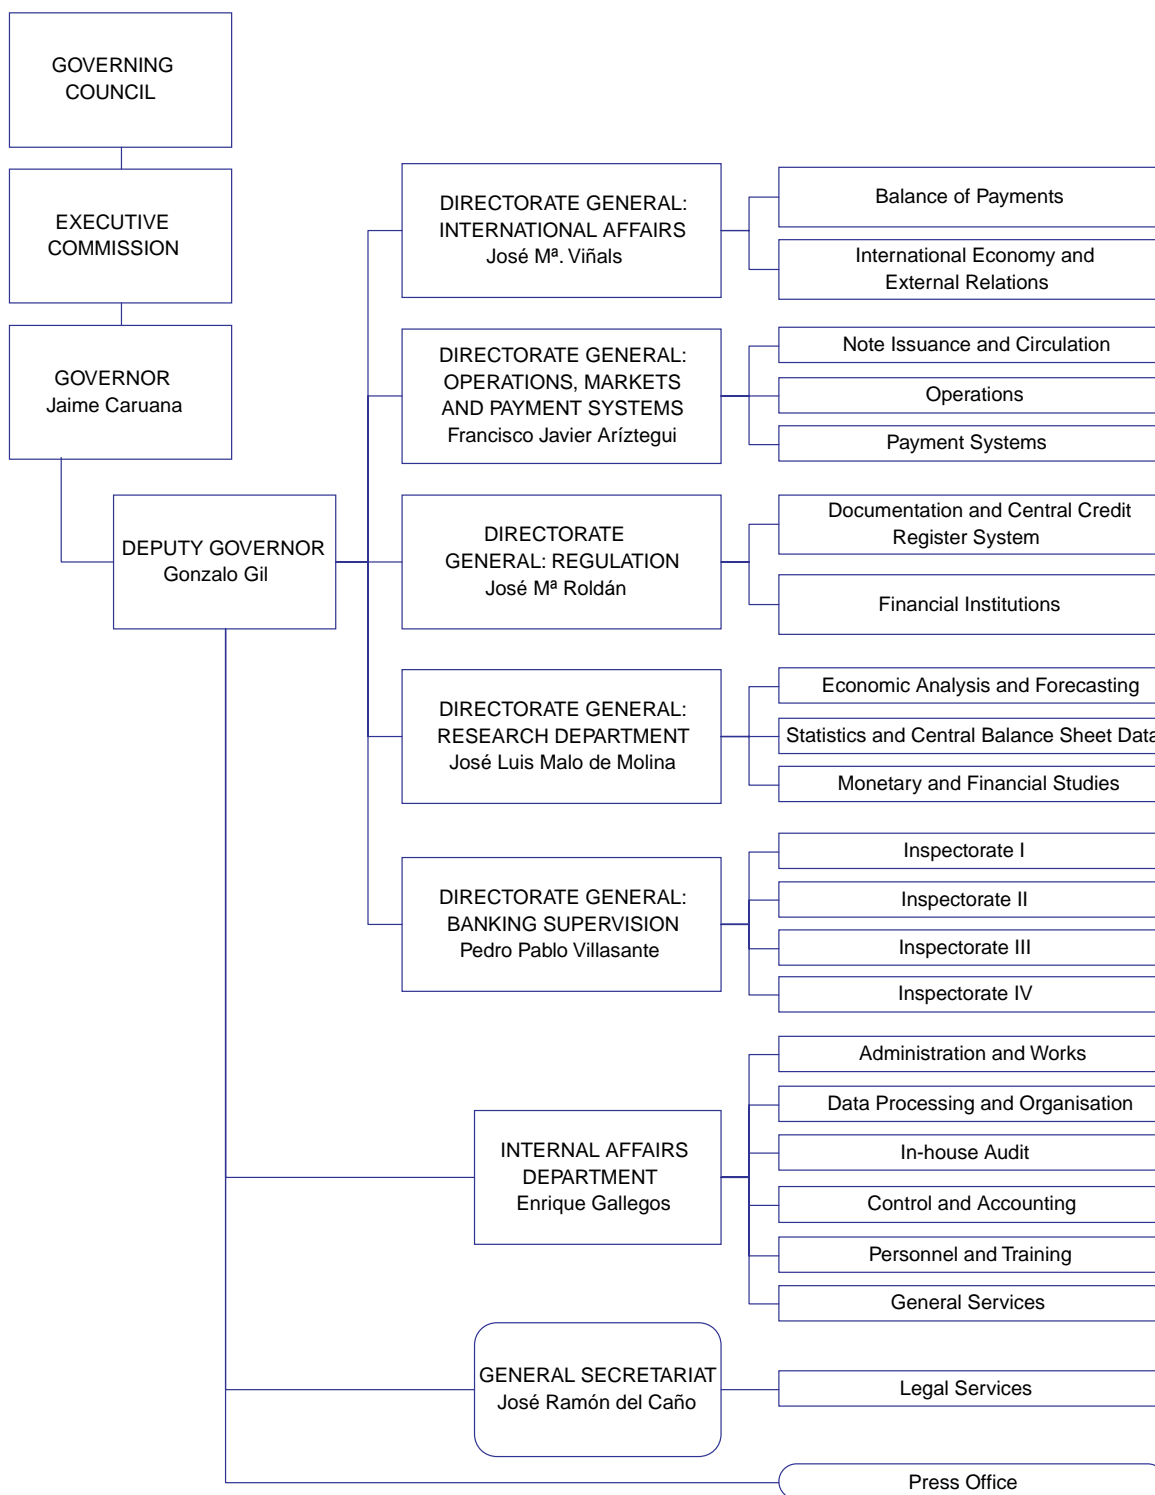 GOVERNING
COUNCIL
EXECUTIVE
COMMISSION
GOVERNOR
Jaime Caruana
DEPUTY GOVERNOR
Gonzalo Gil
DIRECTORATE GENERAL:
INTERNATIONAL AFFAIRS
José Mª. Viñals
Balance of Payments
International Economy and
External Relations
DIRECTORATE GENERAL:
OPERATIONS, MARKETS
AND PAYMENT SYSTEMS
Francisco Javier Aríztegui
Note Issuance and Circulation
Operations
Payment Systems
DIRECTORATE
GENERAL: REGULATION
José Mª Roldán
Documentation and Central Credit
Register System
Financial Institutions
DIRECTORATE GENERAL:
RESEARCH DEPARTMENT
José Luis Malo de Molina
Economic Analysis and Forecasting
Statistics and Central Balance Sheet Data
Monetary and Financial Studies
DIRECTORATE GENERAL:
BANKING SUPERVISION
Pedro Pablo Villasante
Inspectorate I
Inspectorate II
Inspectorate III
Inspectorate IV
INTERNAL AFFAIRS
DEPARTMENT
Enrique Gallegos
Administration and Works
Data Processing and Organisation
In-house Audit
Control and Accounting
Personnel and Training
General Services
GENERAL SECRETARIAT
José Ramón del Caño
Legal Services
Press Office